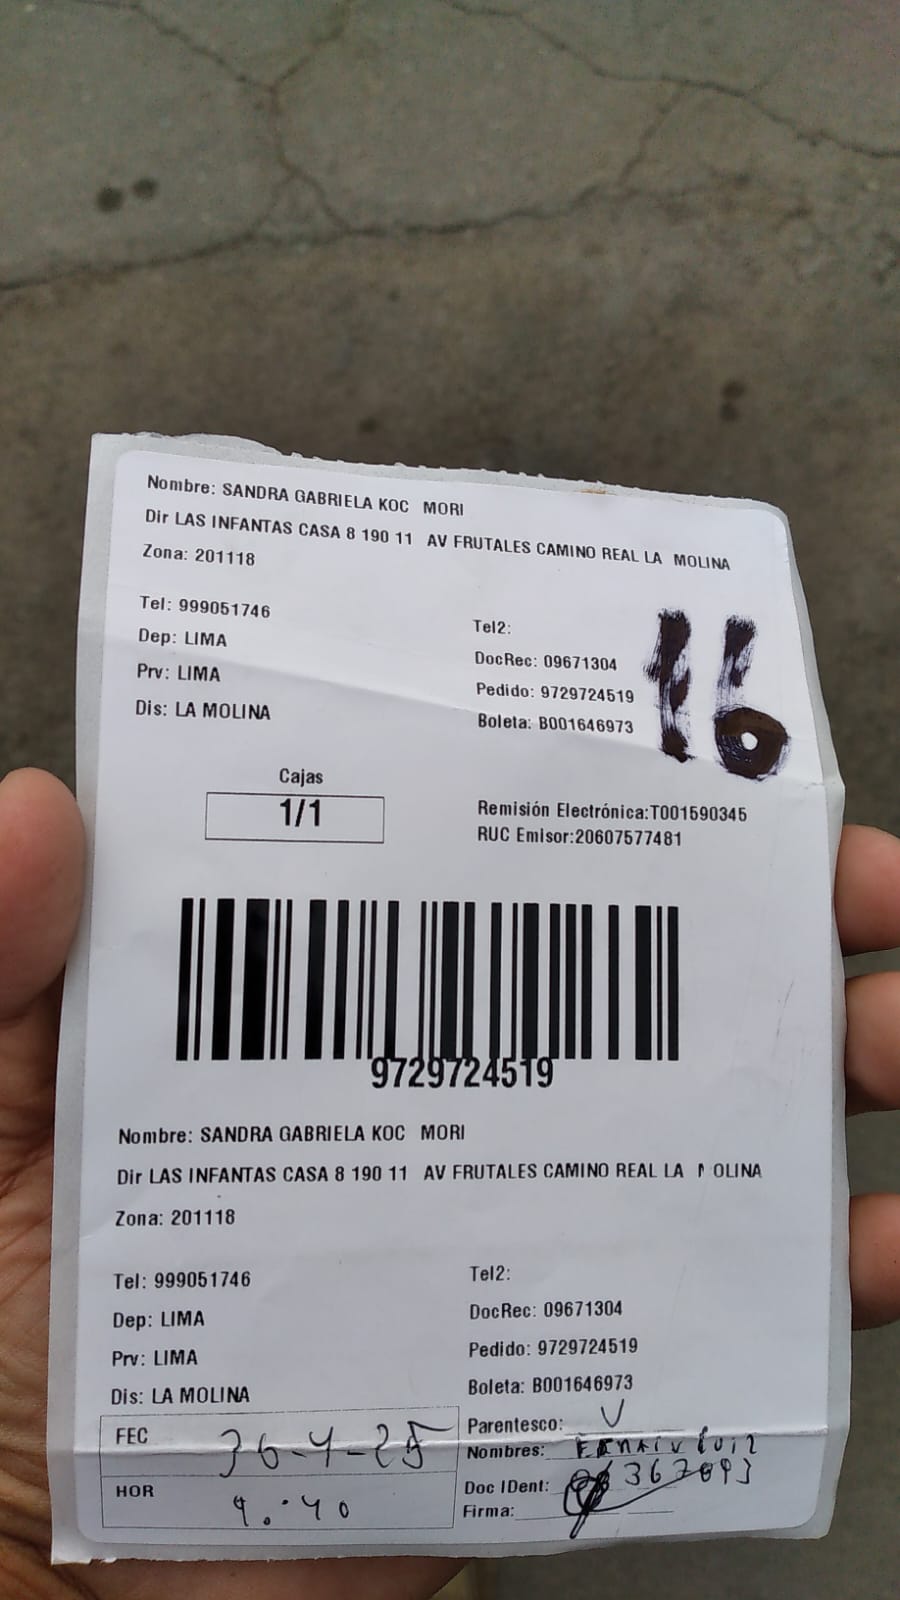 Nombre: SANDRA GABRIELA KOC MORI
Dir LAS INFANTAS CASA 8 190 11 AV FRUTALES CAMINO REAL LA MOLINA
Zona: 201118
Tel: 999051746
Tel2:
Dep: LIMA
DocRec: 09671304
Prv: LIMA
Pedido: 9729724519
Dis: LA MOLINA
Boleta: B001646973
16
Cajas
1/1
Remisión Electrónica:T001590345
RUC Emisor:20607577481
9729724519
Nombre: SANDRA GABRIELA KOC MORI
Dir LAS INFANTAS CASA 8 190 11 AV FRUTALES CAMINO REAL LA OLINA
Zona: 201118
Tel: 999051746
Tel2:
Dep: LIMA
DocRec: 09671304
Prv: LIMA
Pedido: 9729724519
Dis: LA MOLINA
Boleta: B001646973
FEC
Parentesco: V
Nombres:
HOR 9:40
Doc IDent:
Firma: